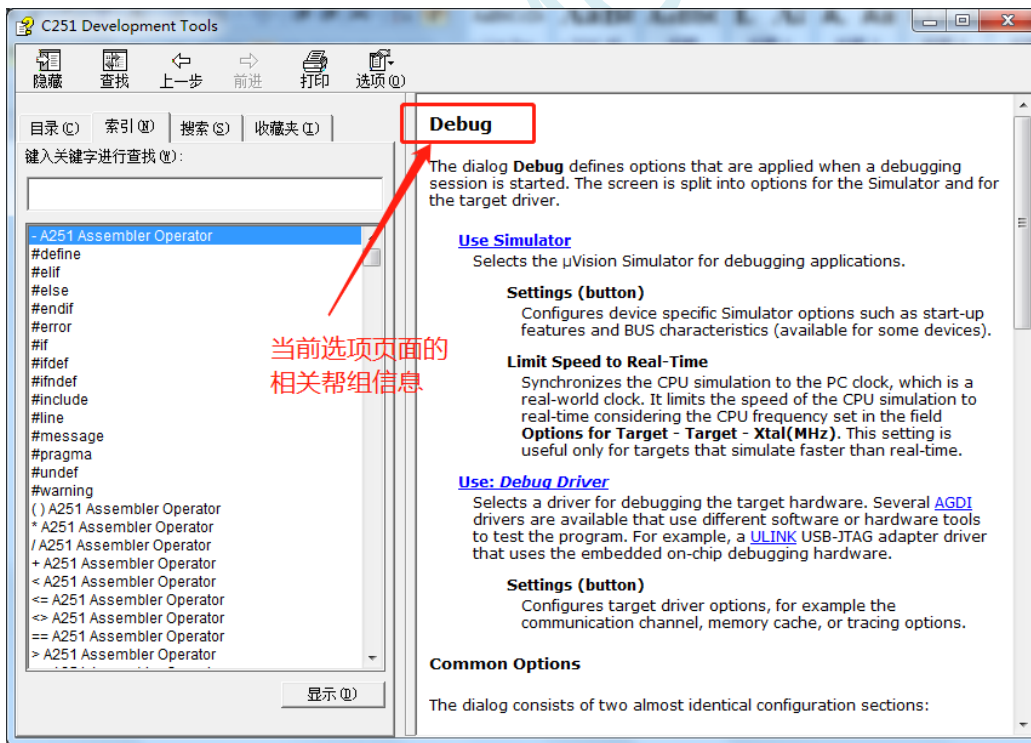 C251 Development Tools
隐藏 查找 上一步 前进 打印 选项(O)
目录(C) 索引(N) 搜索(S) 收藏夹(I)
键入关键字进行查找(W):
- A251 Assembler Operator
#define
#elif
#else
#endif
#error
#if
#ifdef
#ifndef
#include
#line
#message
#pragma
#undef
#warning
( ) A251 Assembler Operator
* A251 Assembler Operator
/ A251 Assembler Operator
+ A251 Assembler Operator
< A251 Assembler Operator
<= A251 Assembler Operator
<> A251 Assembler Operator
== A251 Assembler Operator
> A251 Assembler Operator
显示(D)
当前选项页面的
相关帮组信息
Debug
The dialog Debug defines options that are applied when a debugging
session is started. The screen is split into options for the Simulator and for
the target driver.
Use Simulator
Selects the µVision Simulator for debugging applications.
Settings (button)
Configures device specific Simulator options such as start-up
features and BUS characteristics (available for some devices).
Limit Speed to Real-Time
Synchronizes the CPU simulation to the PC clock, which is a
real-world clock. It limits the speed of the CPU simulation to
real-time considering the CPU frequency set in the field
Options for Target - Target - Xtal(MHz). This setting is
useful only for targets that simulate faster than real-time.
Use: Debug Driver
Selects a driver for debugging the target hardware. Several AGDI
drivers are available that use different software or hardware tools
to test the program. For example, a ULINK USB-JTAG adapter driver
that uses the embedded on-chip debugging hardware.
Settings (button)
Configures target driver options, for example the
communication channel, memory cache, or tracing options.
Common Options
The dialog consists of two almost identical configuration sections: